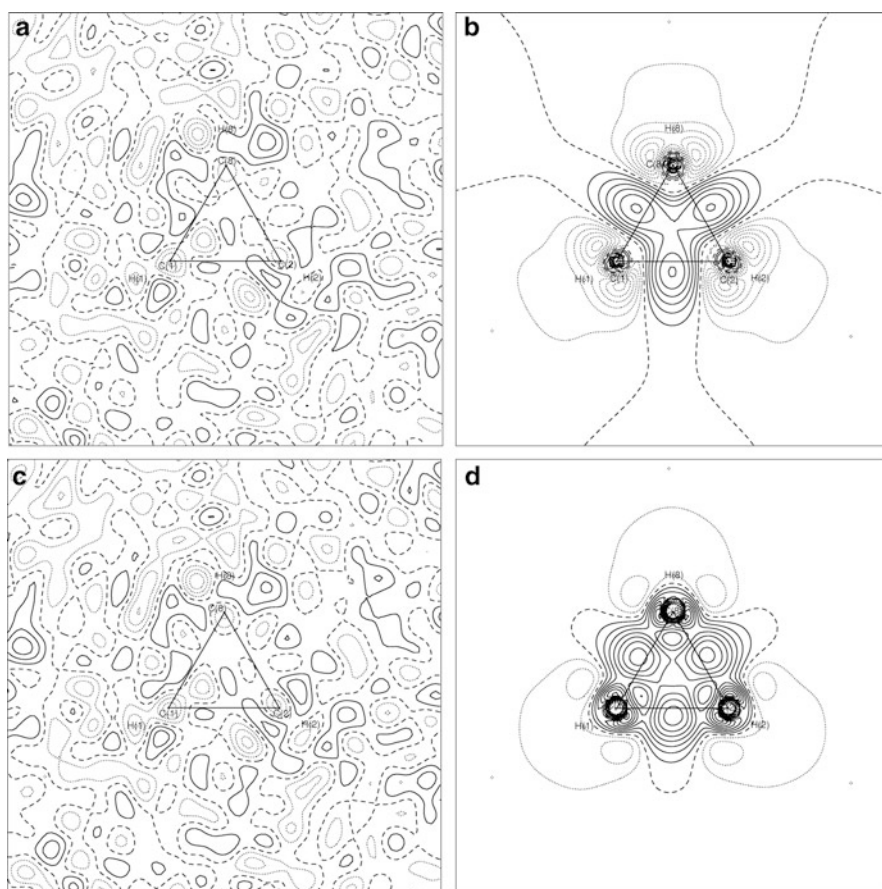 a
H(8)
C(8)
C(1)
C(2)
H(1)
H(2)
b
H(8)
C(8)
H(1)
C(1)
C(2)
H(2)
c
H(8)
C(8)
C(1)
C(2)
H(1)
H(2)
d
H(8)
H(1)
H(2)